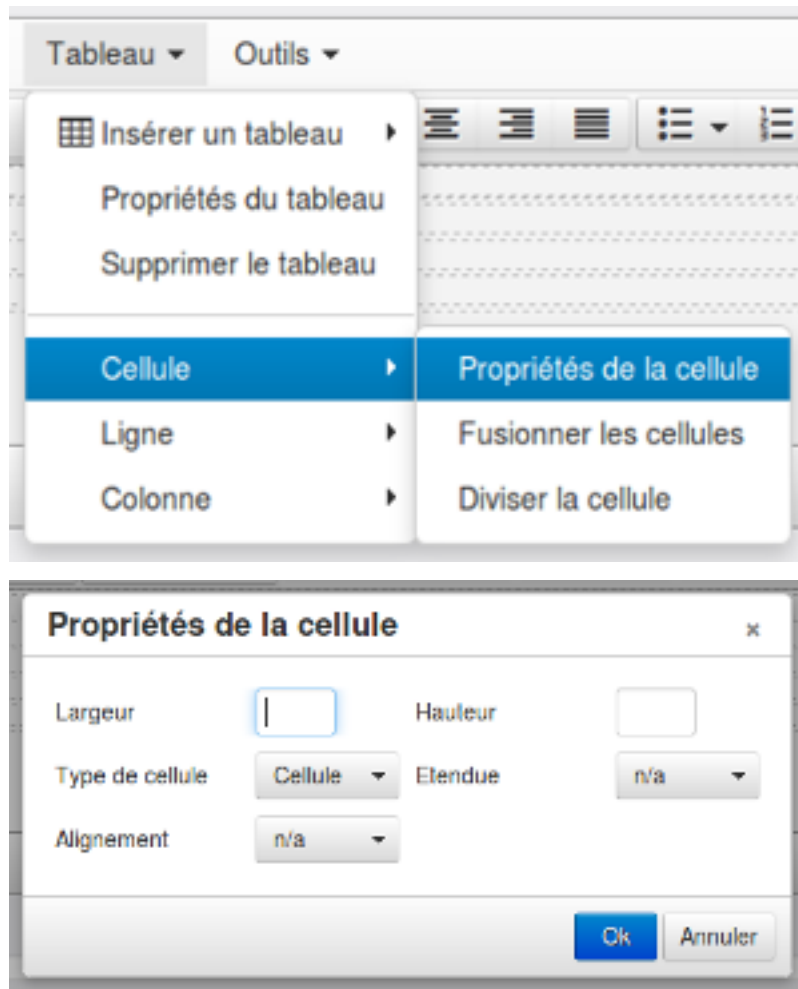 Tableau Outils
Insérer un tableau
Propriétés du tableau
Supprimer le tableau
Cellule Propriétés de la cellule
Ligne Fusionner les cellules
Colonne Diviser la cellule
Propriétés de la cellule ×
Largeur Hauteur
Type de cellule Cellule Etendue n/a
Alignement n/a
Ok Annuler